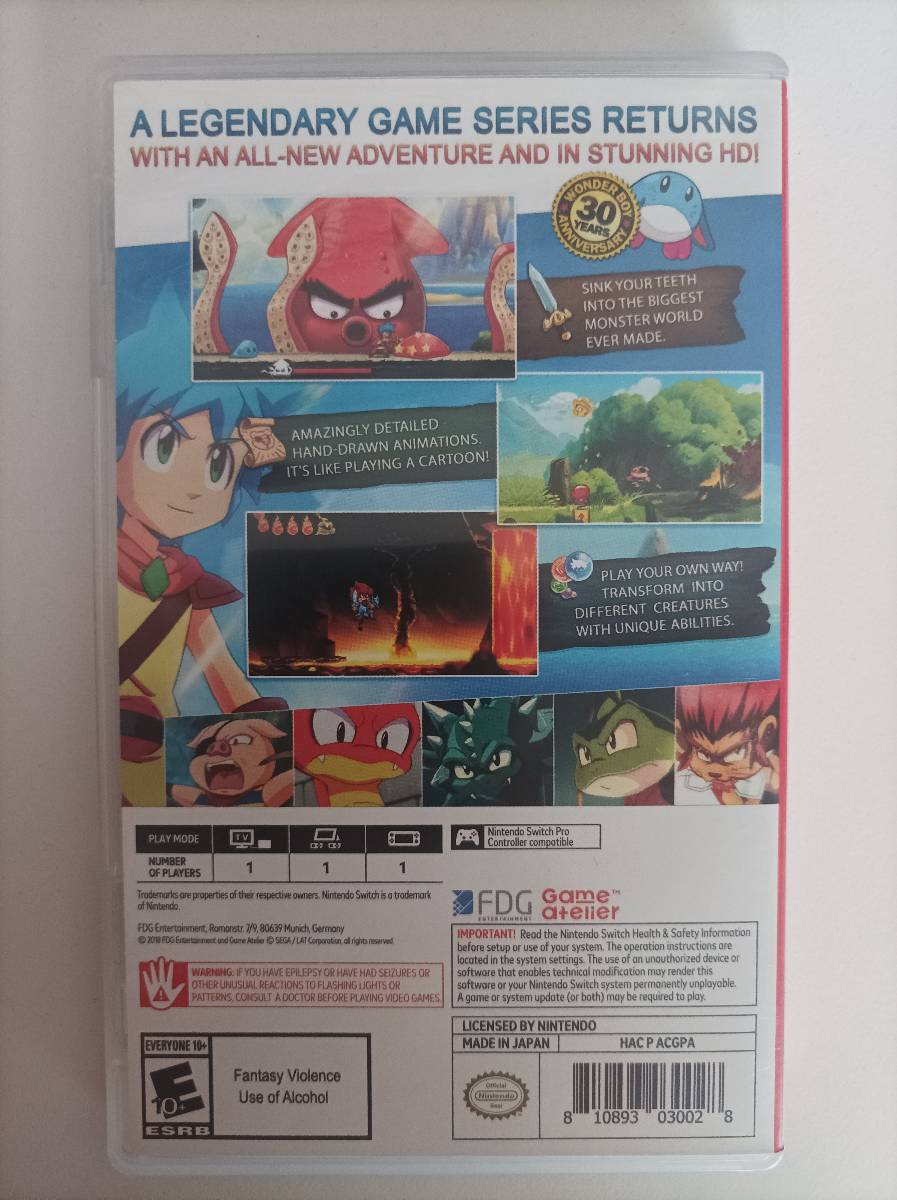 A LEGENDARY GAME SERIES RETURNS
WITH AN ALL-NEW ADVENTURE AND IN STUNNING HD!
WONDER BOY
30
YEARS
ANNIVERSARY
SINK YOUR TEETH
INTO THE BIGGEST
MONSTER WORLD
EVER MADE.
AMAZINGLY DETAILED
HAND-DRAWN ANIMATIONS.
IT'S LIKE PLAYING A CARTOON!
PLAY YOUR OWN WAY!
TRANSFORM INTO
DIFFERENT CREATURES
WITH UNIQUE ABILITIES.
PLAY MODE
TV
NUMBER
OF PLAYERS
1
1
1
Nintendo Switch Pro
Controller compatible
Trademarks are properties of their respective owners. Nintendo Switch is a trademark
of Nintendo.
FDG Entertainment, Romanstr. 7/9, 80639 Munich, Germany
© 2018 FDG Entertainment and Game Atelier © SEGA / LAT Corporation, all rights reserved.
FDG
ENTERTAINMENT
Game™
atelier
IMPORTANT! Read the Nintendo Switch Health & Safety Information
before setup or use of your system. The operation instructions are
located in the system settings. The use of an unauthorized device or
software that enables technical modification may render this
software or your Nintendo Switch system permanently unplayable.
A game or system update (or both) may be required to play.
WARNING: IF YOU HAVE EPILEPSY OR HAVE HAD SEIZURES OR
OTHER UNUSUAL REACTIONS TO FLASHING LIGHTS OR
PATTERNS, CONSULT A DOCTOR BEFORE PLAYING VIDEO GAMES.
LICENSED BY NINTENDO
MADE IN JAPAN
HAC P ACGPA
EVERYONE 10+
E
10+
ESRB
Fantasy Violence
Use of Alcohol
Official
Nintendo
Seal
8 10893 03002 8